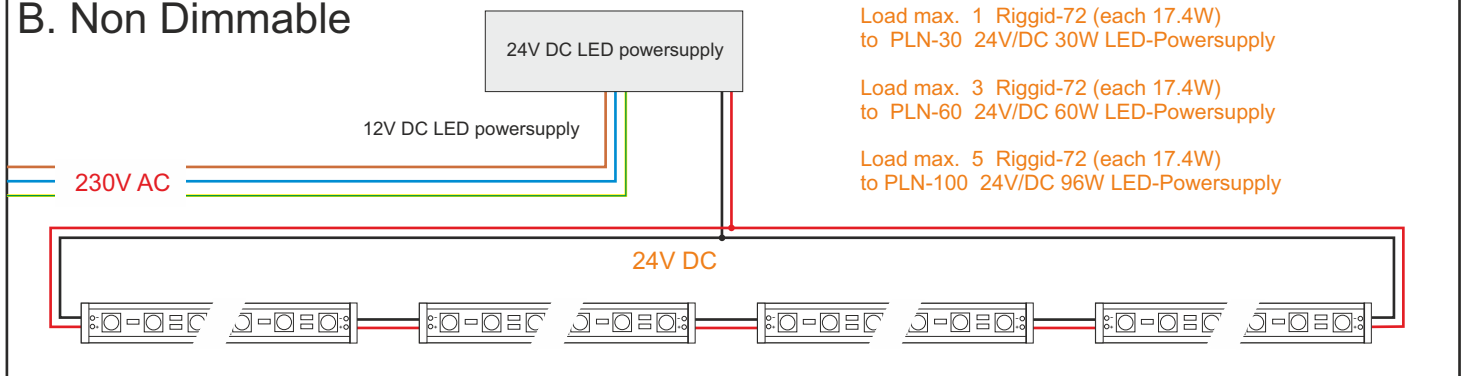 B. Non Dimmable
24V DC LED powersupply
Load max. 1 Riggid-72 (each 17.4W)
to PLN-30 24V/DC 30W LED-Powersupply
Load max. 3 Riggid-72 (each 17.4W)
to PLN-60 24V/DC 60W LED-Powersupply
12V DC LED powersupply
Load max. 5 Riggid-72 (each 17.4W)
to PLN-100 24V/DC 96W LED-Powersupply
230V AC
24V DC